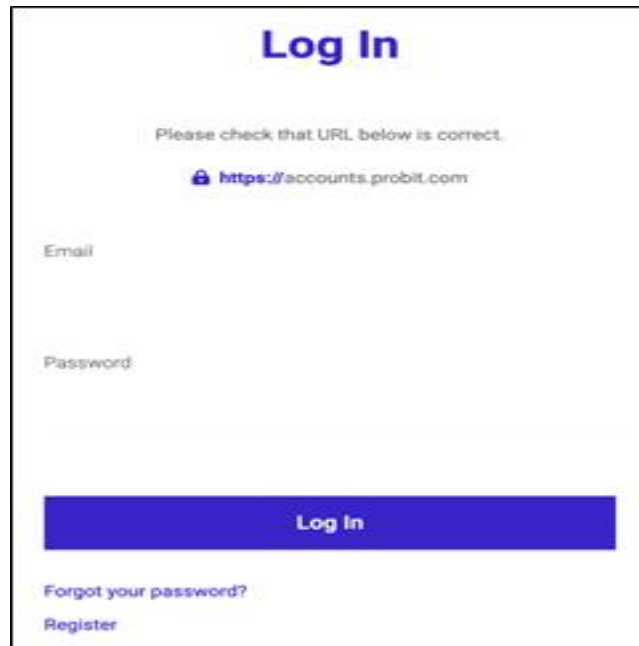 Log In
Please check that URL below is correct.
https://accounts.probit.com
Email
Password
Log In
Forgot your password?
Register